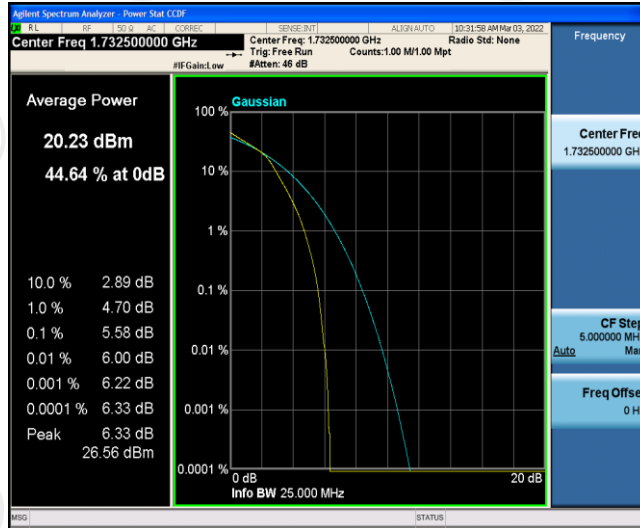 Agilent Spectrum Analyzer - Power Stat CCDF
RL RF 50 Ω AC CORREC SENSE:INT ALIGN AUTO 10:31:58 AM Mar 03, 2022
Center Freq 1.732500000 GHz
Center Freq: 1.732500000 GHz Radio Std: None
Trig: Free Run Counts:1.00 M/1.00 Mpt
#IFGain:Low #Atten: 46 dB
Frequency
Average Power
20.23 dBm
44.64 % at 0dB
10.0 % 2.89 dB
1.0 % 4.70 dB
0.1 % 5.58 dB
0.01 % 6.00 dB
0.001 % 6.22 dB
0.0001 % 6.33 dB
Peak 6.33 dB
26.56 dBm
Gaussian
100 %
10 %
1 %
0.1 %
0.01 %
0.001 %
0.0001 %
0 dB 20 dB
Info BW 25.000 MHz
Center Fre
1.732500000 GH
CF Step
5.000000 MH
Auto Ma
Freq Offse
0 H
MSG STATUS